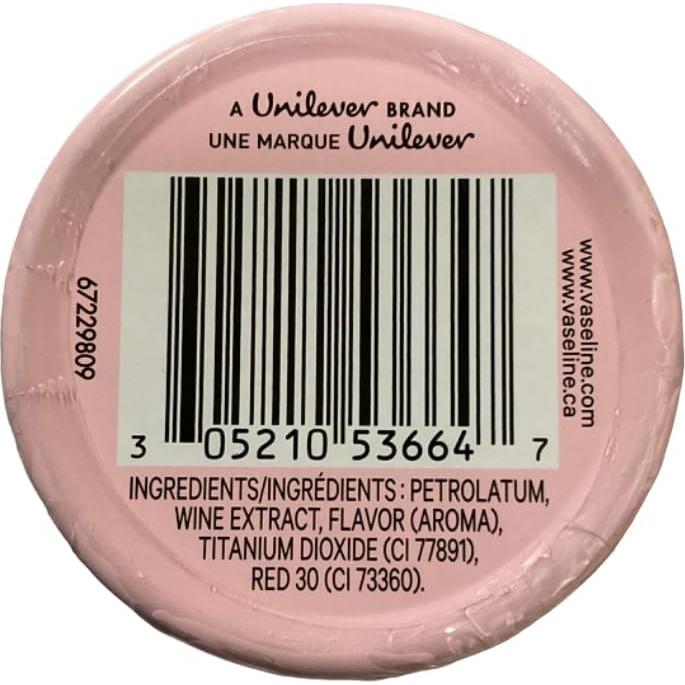 A Unilever BRAND
UNE MARQUE Unilever
67229809
www.vaseline.com
www.vaseline.ca
3 05210 53664 7
INGREDIENTS/INGRÉDIENTS : PETROLATUM,
WINE EXTRACT, FLAVOR (AROMA),
TITANIUM DIOXIDE (CI 77891),
RED 30 (CI 73360).